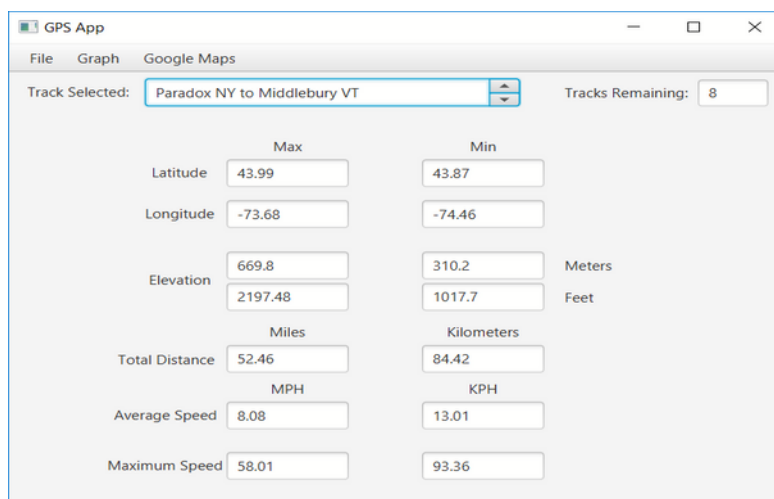 GPS App
File Graph Google Maps
Track Selected: Paradox NY to Middlebury VT Tracks Remaining: 8
Max Min
Latitude 43.99 43.87
Longitude -73.68 -74.46
Elevation 669.8 310.2 Meters
2197.48 1017.7 Feet
Miles Kilometers
Total Distance 52.46 84.42
MPH KPH
Average Speed 8.08 13.01
Maximum Speed 58.01 93.36